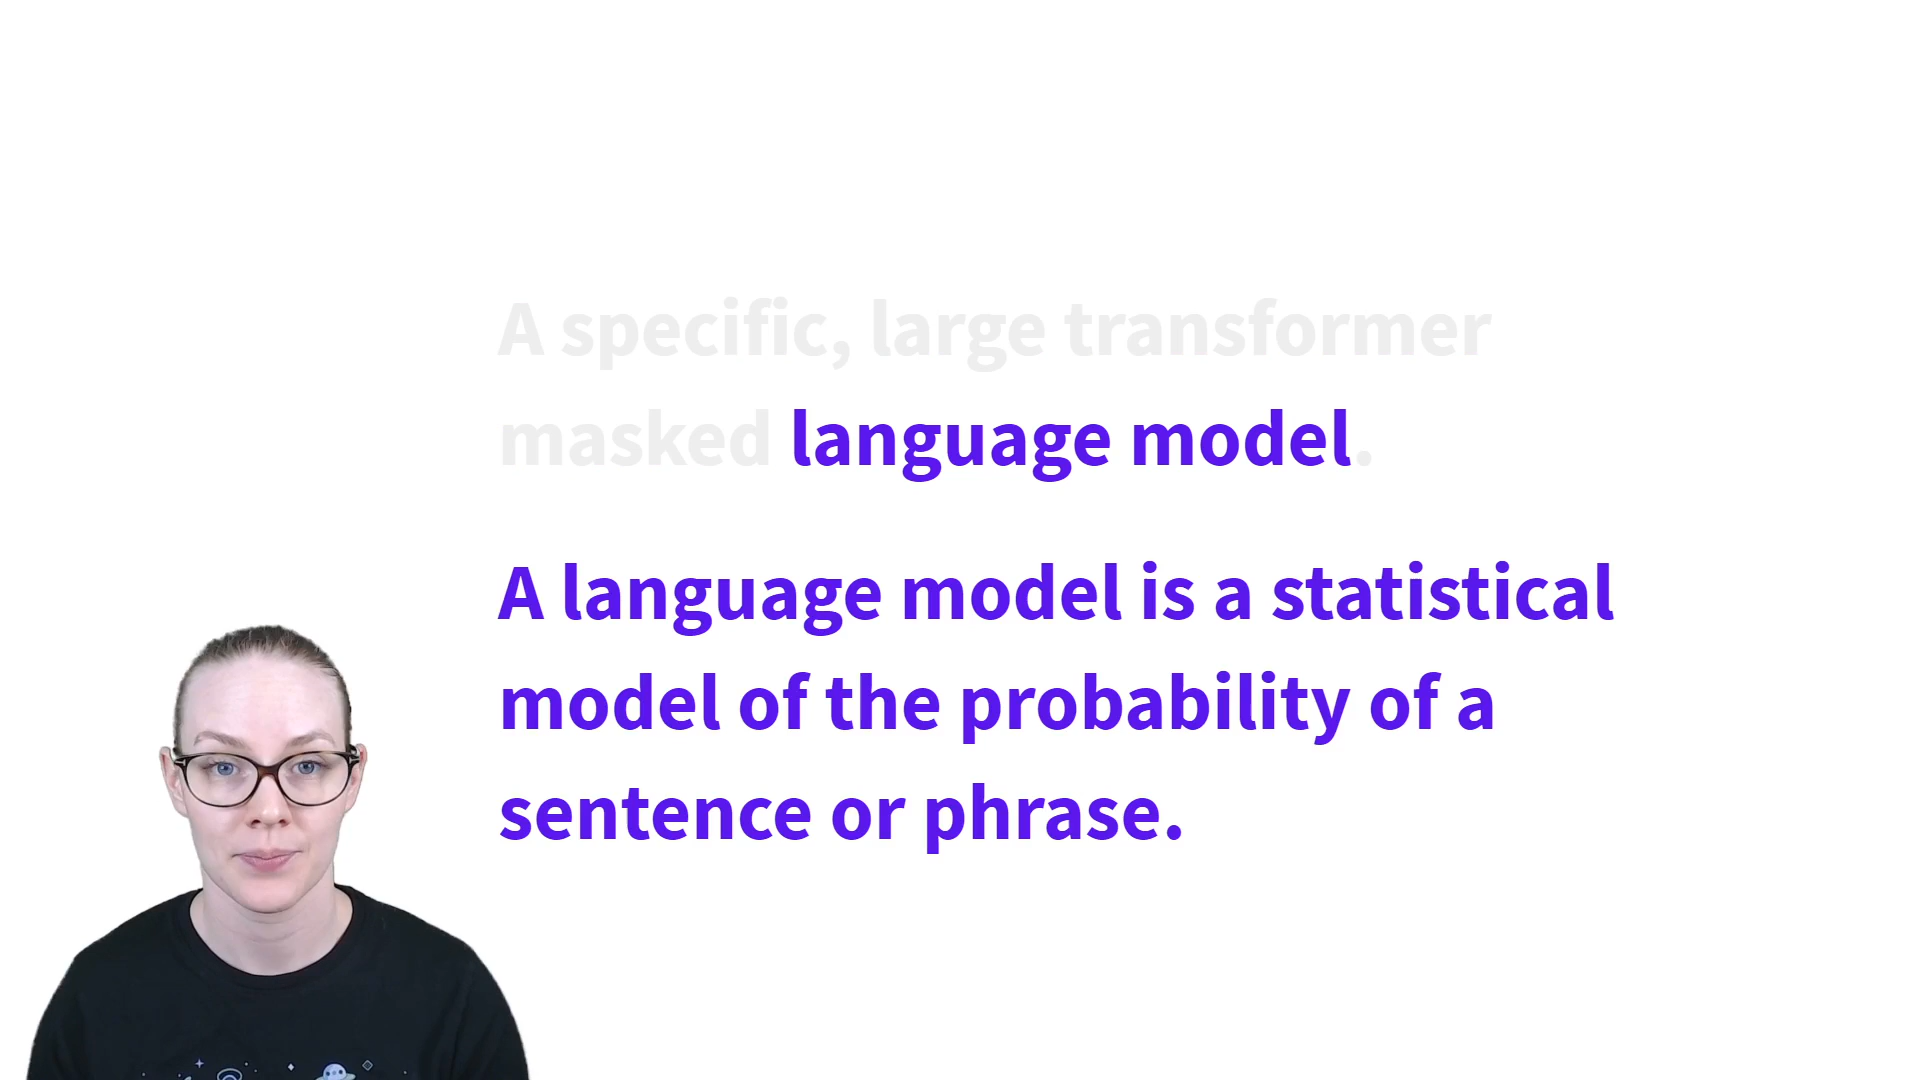 A specific, large transformer
masked language model.
A language model is a statistical
model of the probability of a
sentence or phrase.